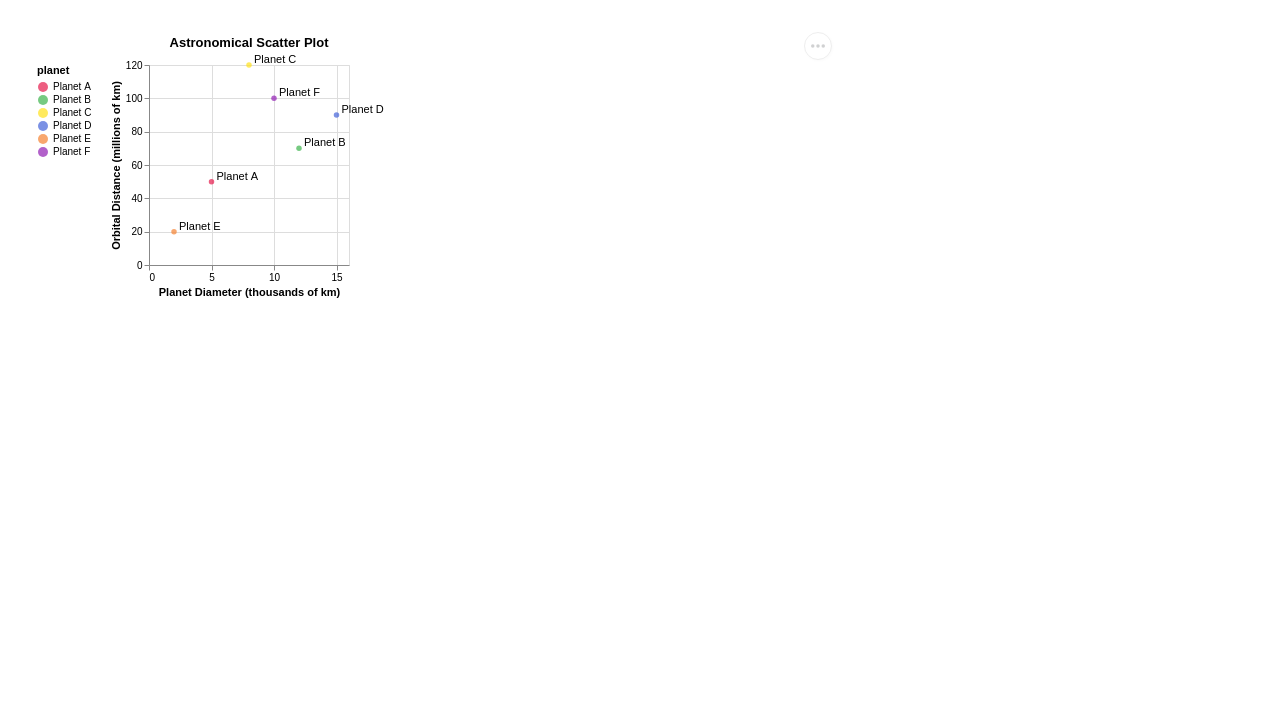 Astronomical Scatter Plot
planet
Planet A
Planet B
Planet C
Planet D
Planet E
Planet F
Orbital Distance (millions of km)
120
100
80
60
40
20
0
Planet C
Planet F
Planet D
Planet B
Planet A
Planet E
0 5 10 15
Planet Diameter (thousands of km)